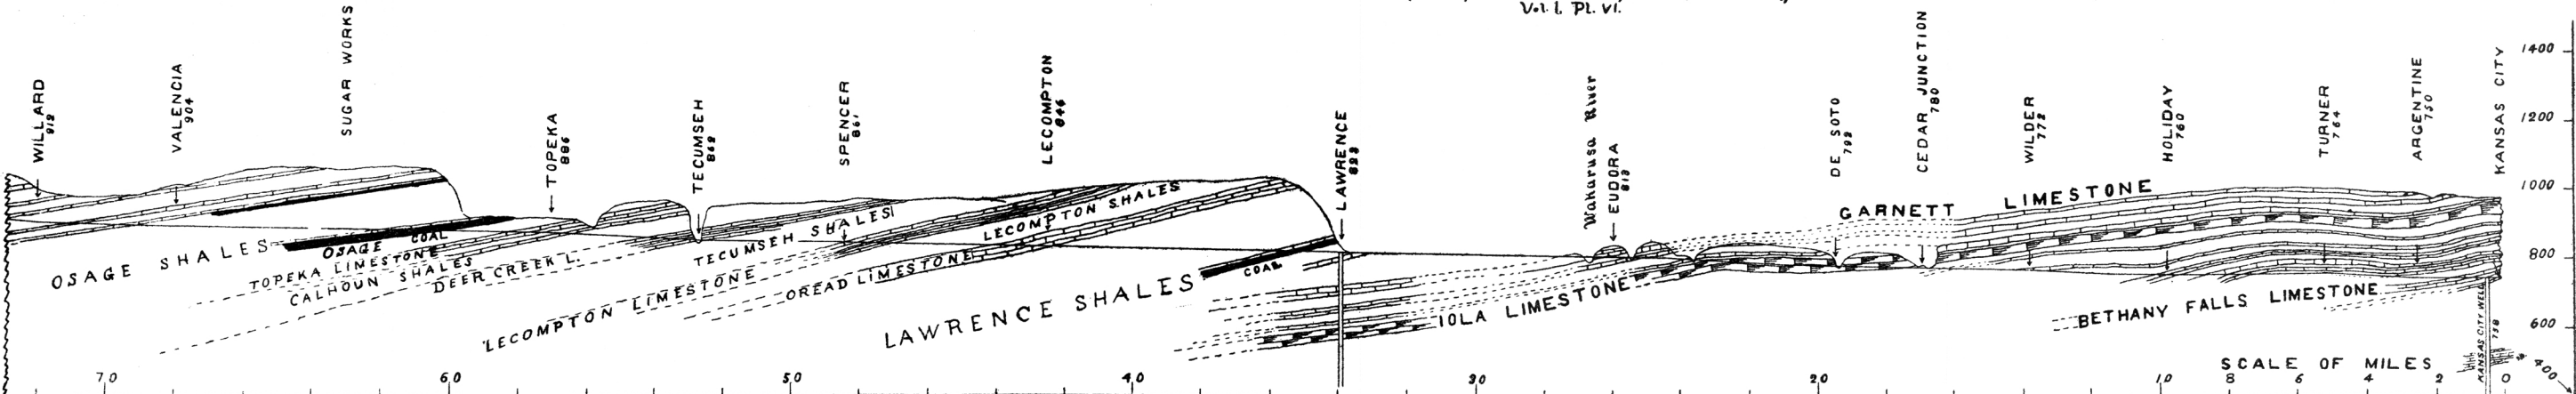 Vol. I. Pl. VI.
WILLARD
912
VALENCIA
904
SUGAR WORKS
TOPEKA
886
TECUMSEH
862
SPENCER
861
LECOMPTON
846
LAWRENCE
822
Wakarusa River
EUDORA
813
DE SOTO
792
CEDAR JUNCTION
780
WILDER
772
HOLIDAY
760
TURNER
764
ARGENTINE
750
KANSAS CITY
1400
1200
1000
800
600
400
OSAGE SHALES
OSAGE COAL
TOPEKA LIMESTONE
CALHOUN SHALES
DEER CREEK L.
TECUMSEH SHALES
LECOMPTON LIMESTONE
LECOMPTON SHALES
OREAD LIMESTONE
LAWRENCE SHALES
COAL
IOLA LIMESTONE
GARNETT LIMESTONE
BETHANY FALLS LIMESTONE
KANSAS CITY WELL
758
SCALE OF MILES
70 60 50 40 30 20 10 8 6 4 2 0